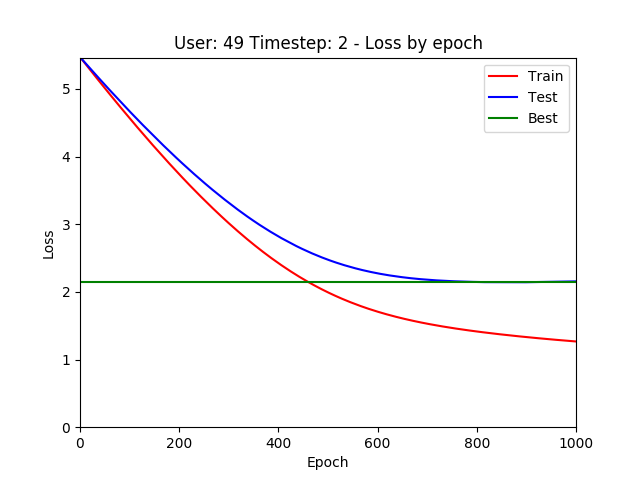 User: 49 Timestep: 2 - Loss by epoch
Train
Test
Best
Loss
5
4
3
2
1
0
0 200 400 600 800 1000
Epoch